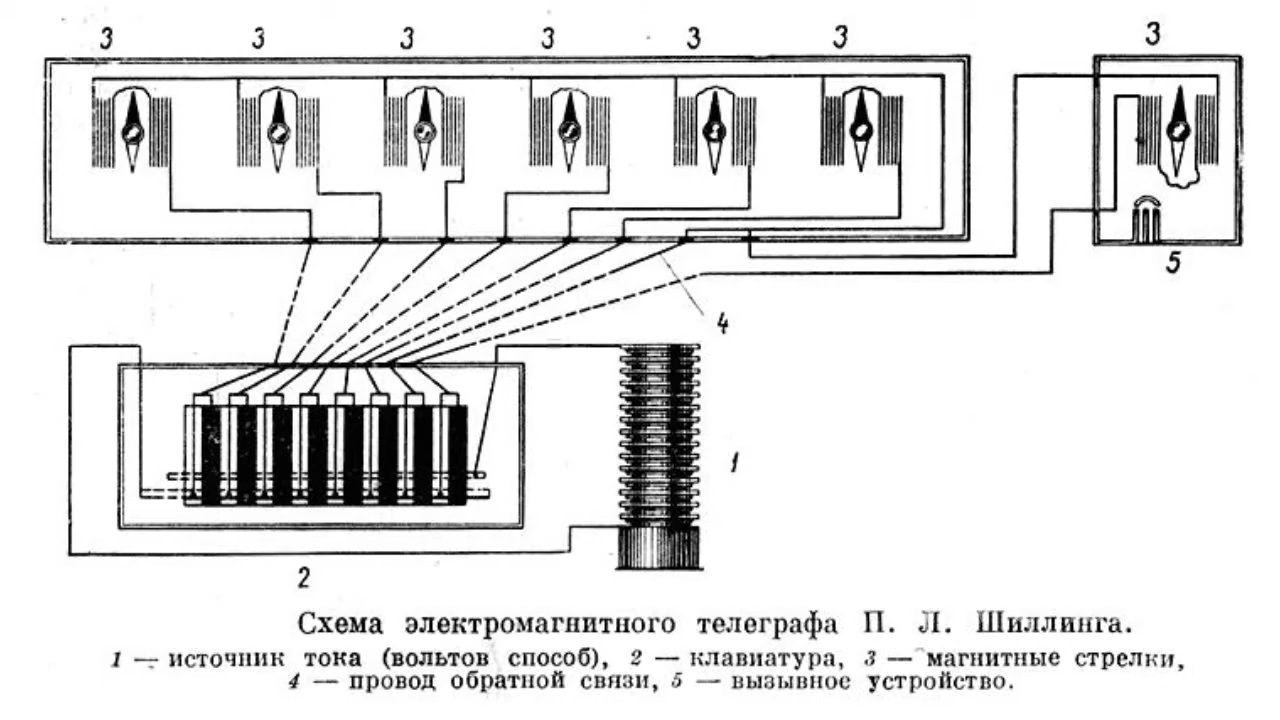 3 3 3 3 3 3 3
5
4
1
2
Схема электромагнитного телеграфа П. Л. Шиллинга.
1 — источник тока (вольтов способ), 2 — клавиатура, 3 — магнитные стрелки,
4 — провод обратной связи, 5 — вызывное устройство.